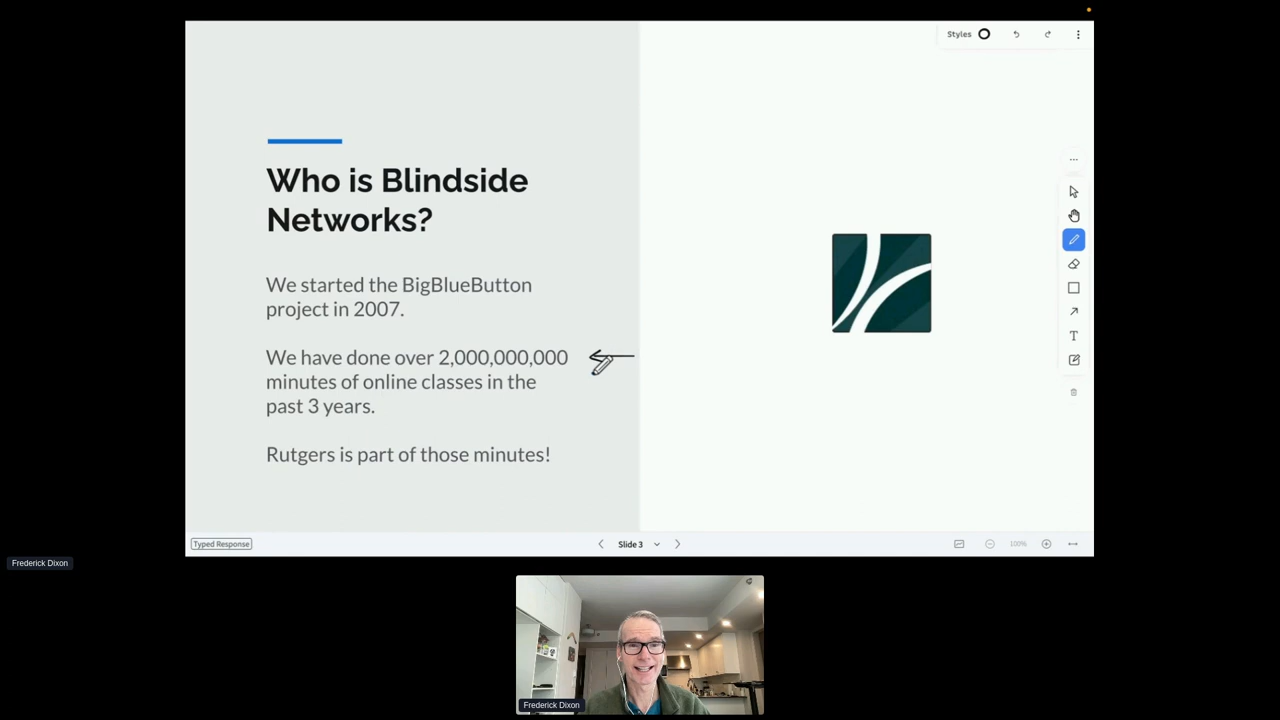 Styles
Who is Blindside
Networks?
We started the BigBlueButton
project in 2007.
We have done over 2,000,000,000
minutes of online classes in the
past 3 years.
Rutgers is part of those minutes!
Typed Response
Slide 3
100%
Frederick Dixon
Frederick Dixon